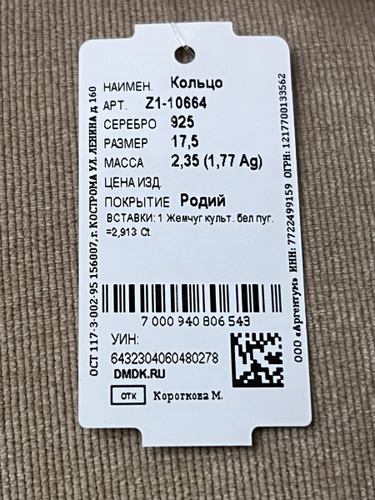 НАИМЕН. Кольцо
АРТ. Z1-10664
СЕРЕБРО 925
РАЗМЕР 17,5
МАССА 2,35 (1,77 Ag)
ЦЕНА ИЗД.
ПОКРЫТИЕ Родий
ВСТАВКИ: 1 Жемчуг культ. бел пуг.
=2,913 Ct.
7 000 940 806 543
УИН:
6432304060480278
DMDK.RU
отк Короткова М.
ОСТ 117-3-002-95 156007, г. КОСТРОМА УЛ. ЛЕНИНА д. 160
ООО «Аргентум» ИНН: 7722499159 ОГРН: 1217700133562